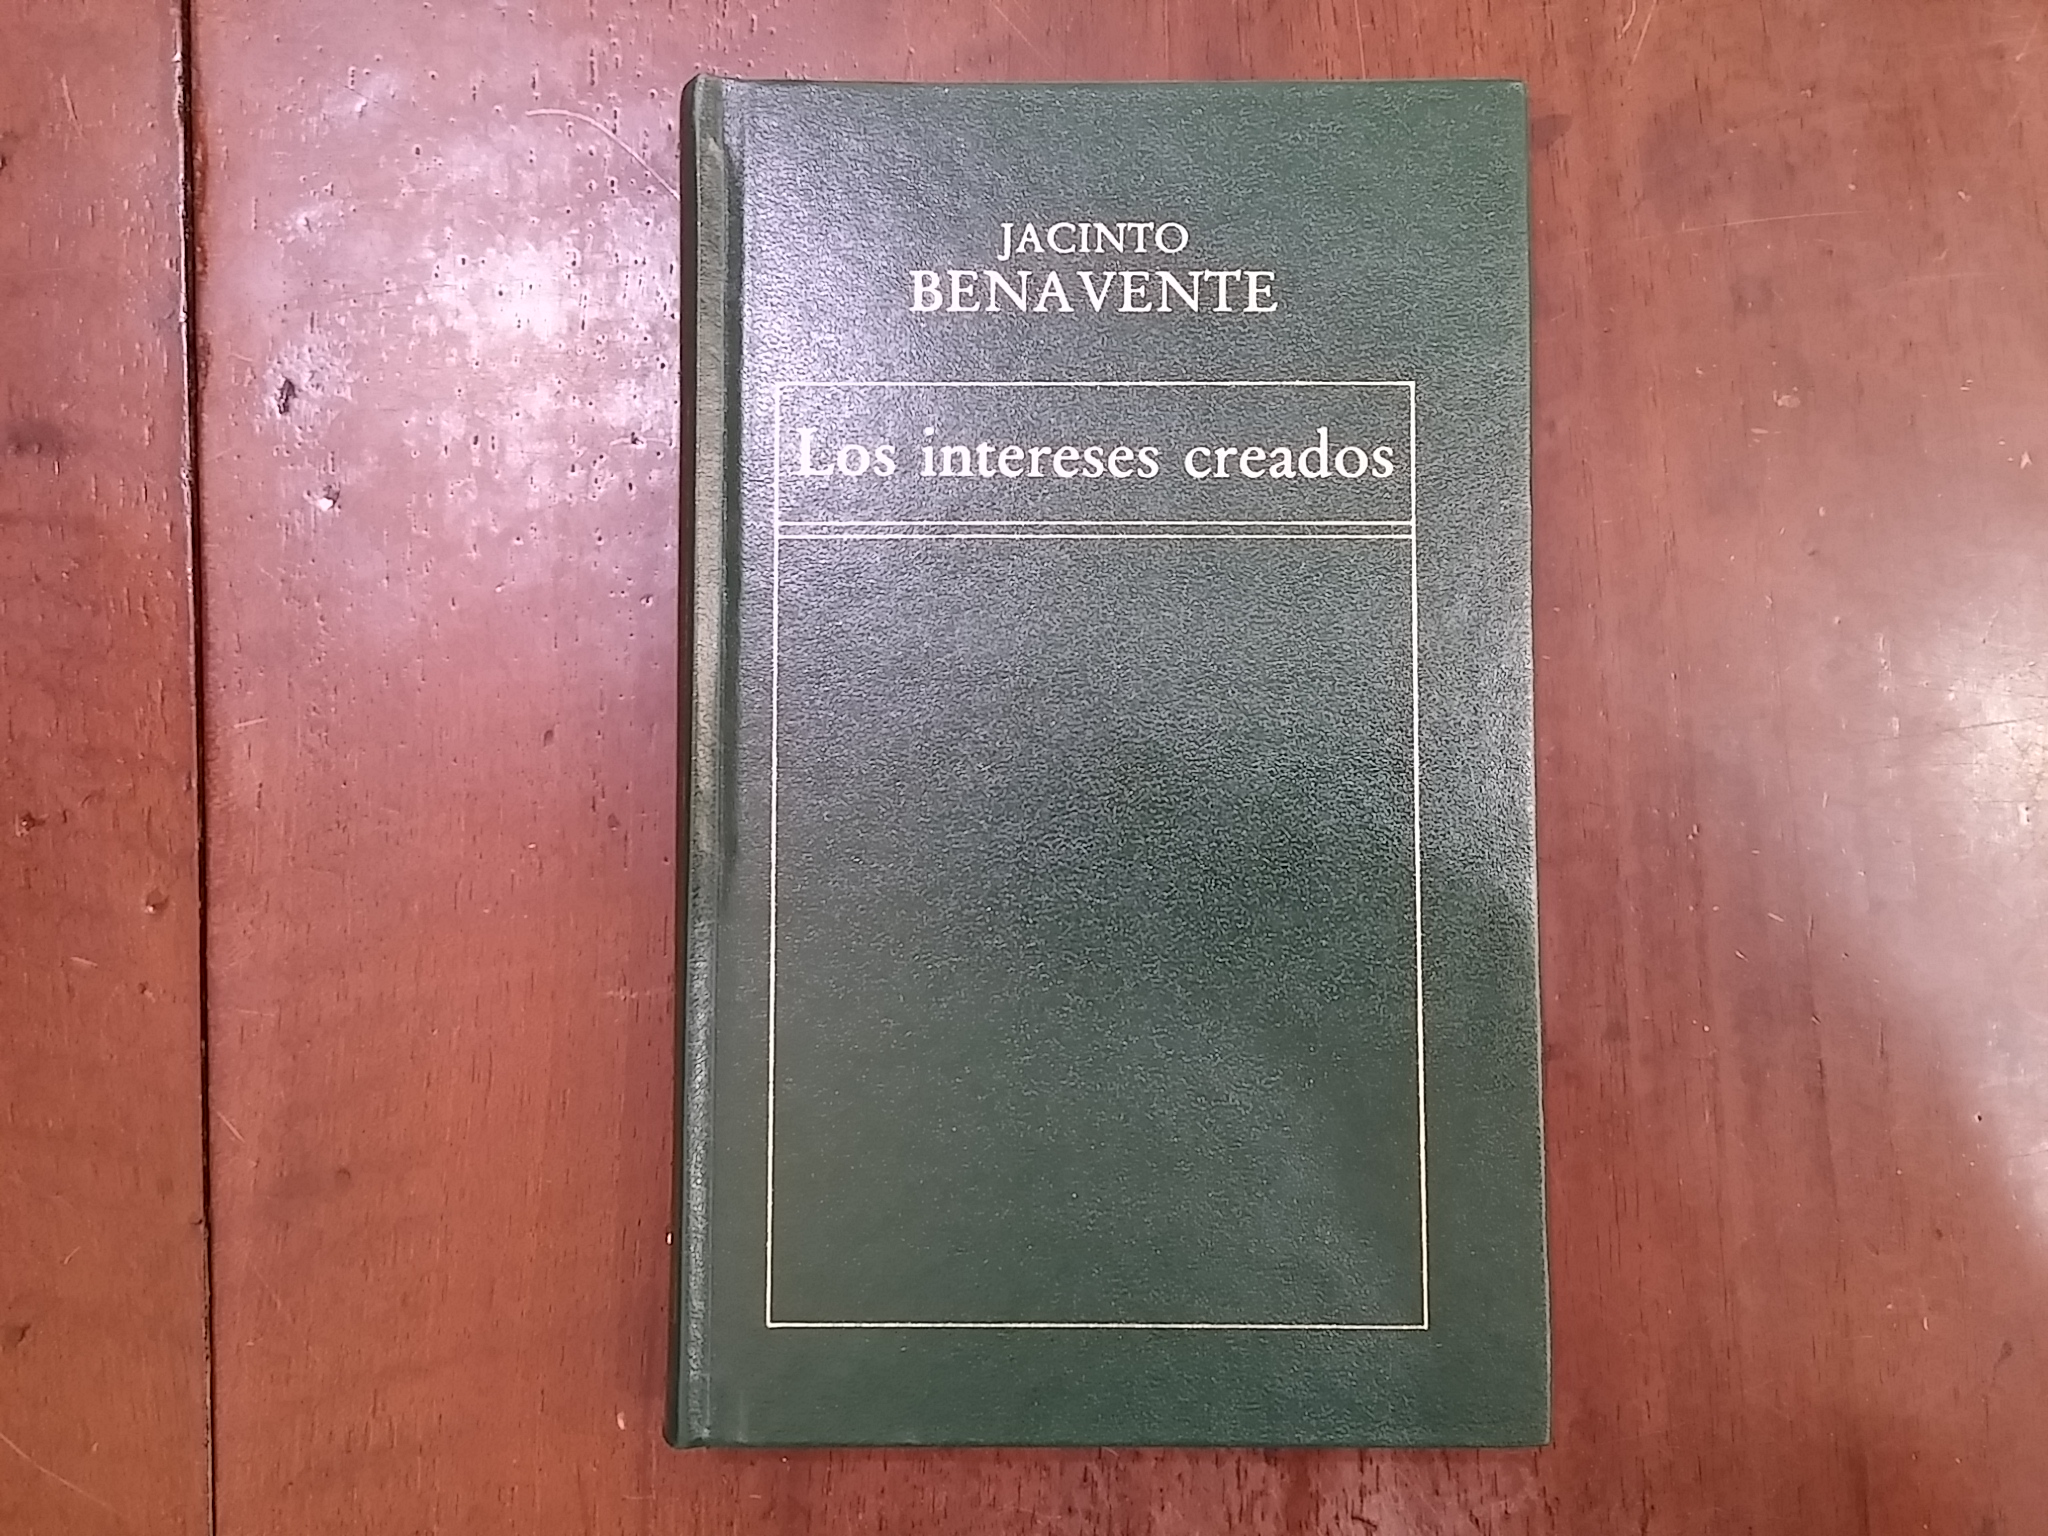 JACINTO
BENAVENTE
Los intereses creados